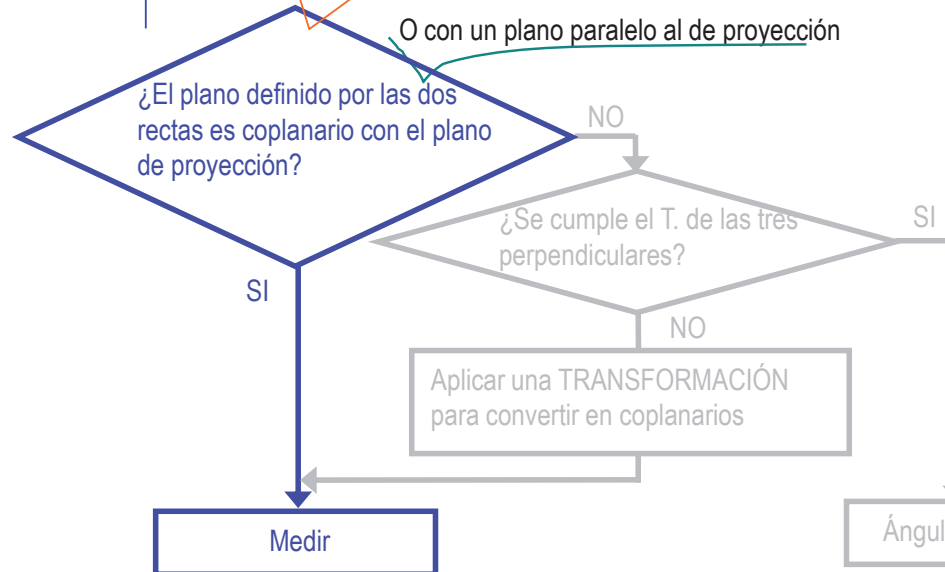 O con un plano paralelo al de proyección
¿El plano definido por las dos
rectas es coplanario con el plano
de proyección?
NO
¿Se cumple el T. de las tres
perpendiculares?
SI
SI
NO
Aplicar una TRANSFORMACIÓN
para convertir en coplanarios
Medir
Ángul